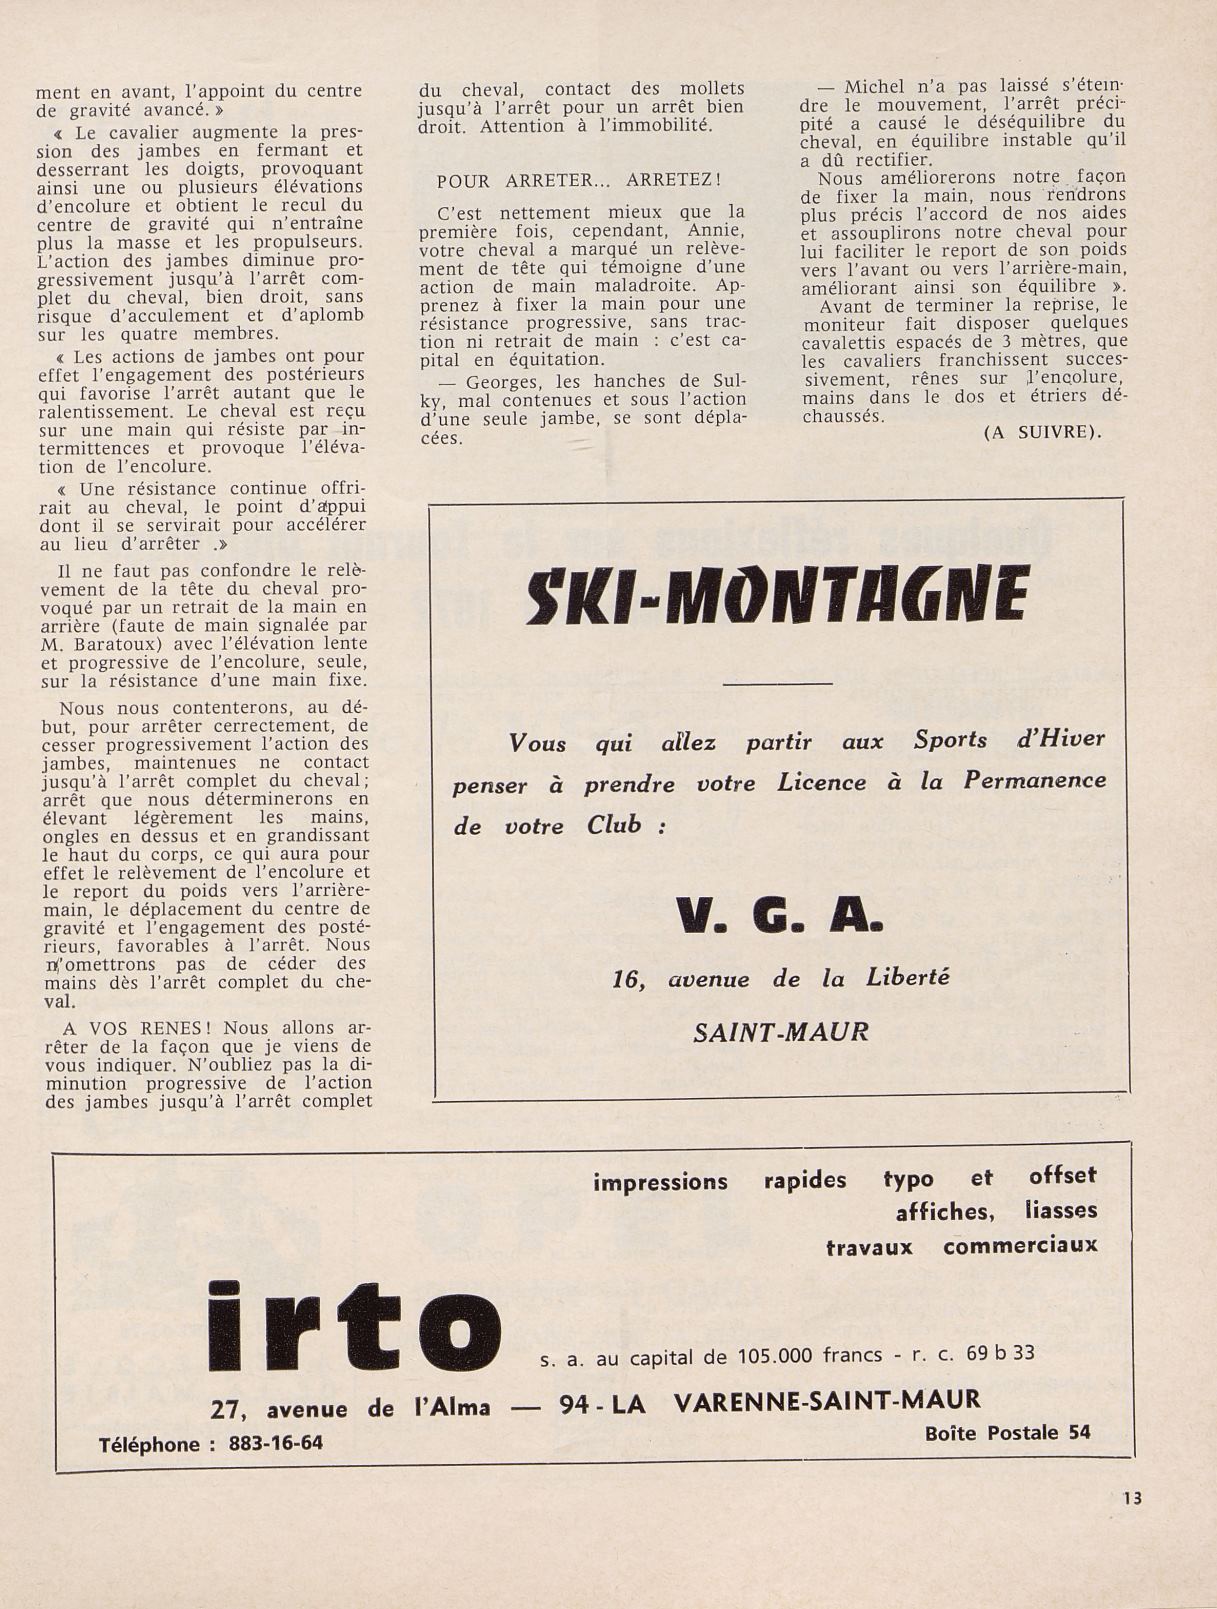 ment en avant, l'appoint du centre
de gravité avancé. »
« Le cavalier augmente la pres-
sion des jambes en fermant et
desserrant les doigts, provoquant
ainsi une ou plusieurs élévations
d'encolure et obtient le recul du
centre de gravité qui n'entraîne
plus la masse et les propulseurs.
L'action des jambes diminue pro-
gressivement jusqu'à l'arrêt com-
plet du cheval, bien droit, sans
risque d'acculement et d'aplomb
sur les quatre membres.
« Les actions de jambes ont pour
effet l'engagement des postérieurs
qui favorise l'arrêt autant que le
ralentissement. Le cheval est reçu
sur une main qui résiste par in-
termittences et provoque l'éléva-
tion de l'encolure.
« Une résistance continue offri-
rait au cheval, le point d'appui
dont il se servirait pour accélérer
au lieu d'arrêter .»
Il ne faut pas confondre le relè-
vement de la tête du cheval pro-
voqué par un retrait de la main en
arrière (faute de main signalée par
M. Baratoux) avec l'élévation lente
et progressive de l'encolure, seule,
sur la résistance d'une main fixe.
Nous nous contenterons, au dé-
but, pour arrêter cerrectement, de
cesser progressivement l'action des
jambes, maintenues ne contact
jusqu'à l'arrêt complet du cheval ;
arrêt que nous déterminerons en
élevant légèrement les mains,
ongles en dessus et en grandissant
le haut du corps, ce qui aura pour
effet le relèvement de l'encolure et
le report du poids vers l'arrière-
main, le déplacement du centre de
gravité et l'engagement des posté-
rieurs, favorables à l'arrêt. Nous
n'omettrons pas de céder des
mains dès l'arrêt complet du che-
val.
A VOS RENES ! Nous allons ar-
rêter de la façon que je viens de
vous indiquer. N'oubliez pas la di-
minution progressive de l'action
des jambes jusqu'à l'arrêt complet
du cheval, contact des mollets
jusqu'à l'arrêt pour un arrêt bien
droit. Attention à l'immobilité.
POUR ARRETER... ARRETEZ !
C'est nettement mieux que la
première fois, cependant, Annie,
votre cheval a marqué un relève-
ment de tête qui témoigne d'une
action de main maladroite. Ap-
prenez à fixer la main pour une
résistance progressive, sans trac-
tion ni retrait de main : c'est ca-
pital en équitation.
— Georges, les hanches de Sul-
ky, mal contenues et sous l'action
d'une seule jambe, se sont dépla-
cées.
— Michel n'a pas laissé s'étein-
dre le mouvement, l'arrêt préci-
pité a causé le déséquilibre du
cheval, en équilibre instable qu'il
a dû rectifier.
Nous améliorerons notre façon
de fixer la main, nous rendrons
plus précis l'accord de nos aides
et assouplirons notre cheval pour
lui faciliter le report de son poids
vers l'avant ou vers l'arrière-main,
améliorant ainsi son équilibre ».
Avant de terminer la reprise, le
moniteur fait disposer quelques
cavalettis espacés de 3 mètres, que
les cavaliers franchissent succes-
sivement, rênes sur l'encolure,
mains dans le dos et étriers dé-
chaussés.
(A SUIVRE).
SKI-MONTAGNE
Vous qui allez partir aux Sports d'Hiver
penser à prendre votre Licence à la Permanence
de votre Club :
V. G. A.
16, avenue de la Liberté
SAINT-MAUR
impressions rapides typo et offset
affiches, liasses
travaux commerciaux
irto
s. a. au capital de 105.000 francs - r. c. 69 b 33
27, avenue de l'Alma — 94 - LA VARENNE-SAINT-MAUR
Téléphone : 883-16-64
Boîte Postale 54
13